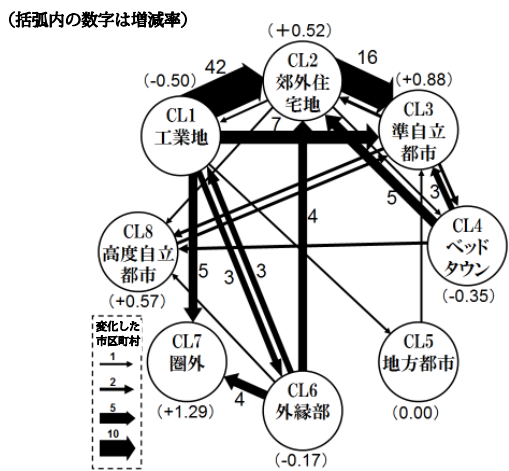 （括弧内の数字は増減率）
（＋0.52）
CL2
郊外住
宅地
16
42
(-0.50)
CL1
工業地
(+0.88)
CL3
準自立
都市
7
3
5
CL4
ベッド
タウン
(-0.35)
4
CL8
高度自立
都市
(+0.57)
5
3
3
変化した
市区町村
1
2
5
10
CL7
圏外
(+1.29)
4
CL6
外縁部
(-0.17)
CL5
地方都市
(0.00)